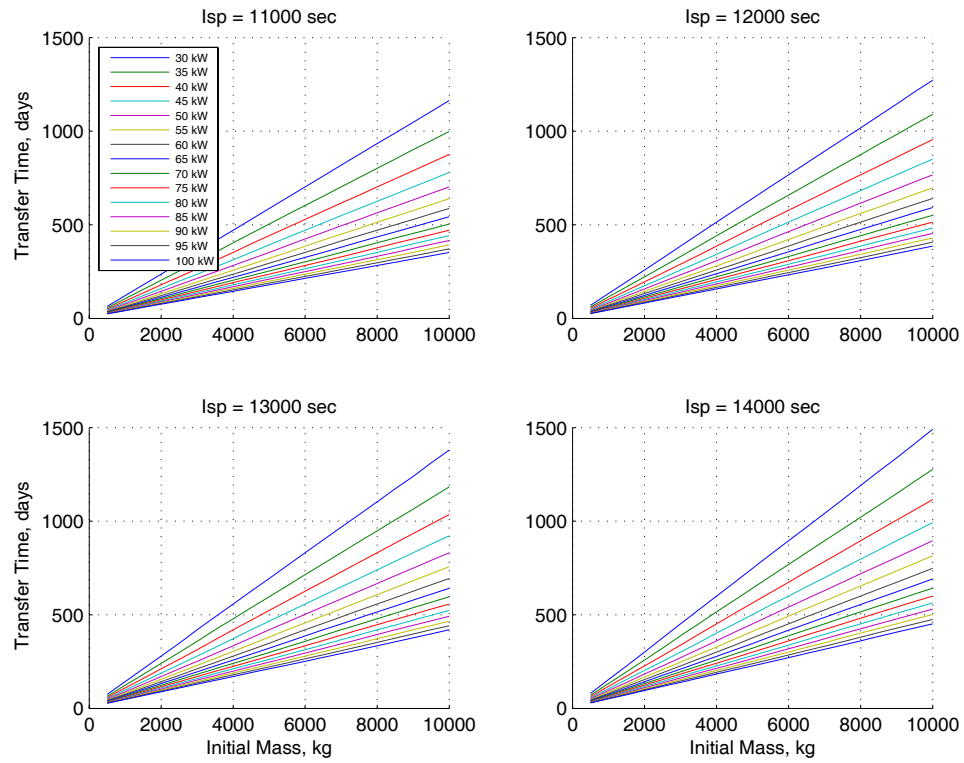 Isp = 11000 sec
Transfer Time, days
1500
1000
500
0
0 2000 4000 6000 8000 10000
30 kW
35 kW
40 kW
45 kW
50 kW
55 kW
60 kW
65 kW
70 kW
75 kW
80 kW
85 kW
90 kW
95 kW
100 kW
Isp = 12000 sec
1500
1000
500
0
0 2000 4000 6000 8000 10000
Isp = 13000 sec
Transfer Time, days
1500
1000
500
0
0 2000 4000 6000 8000 10000
Initial Mass, kg
Isp = 14000 sec
1500
1000
500
0
0 2000 4000 6000 8000 10000
Initial Mass, kg